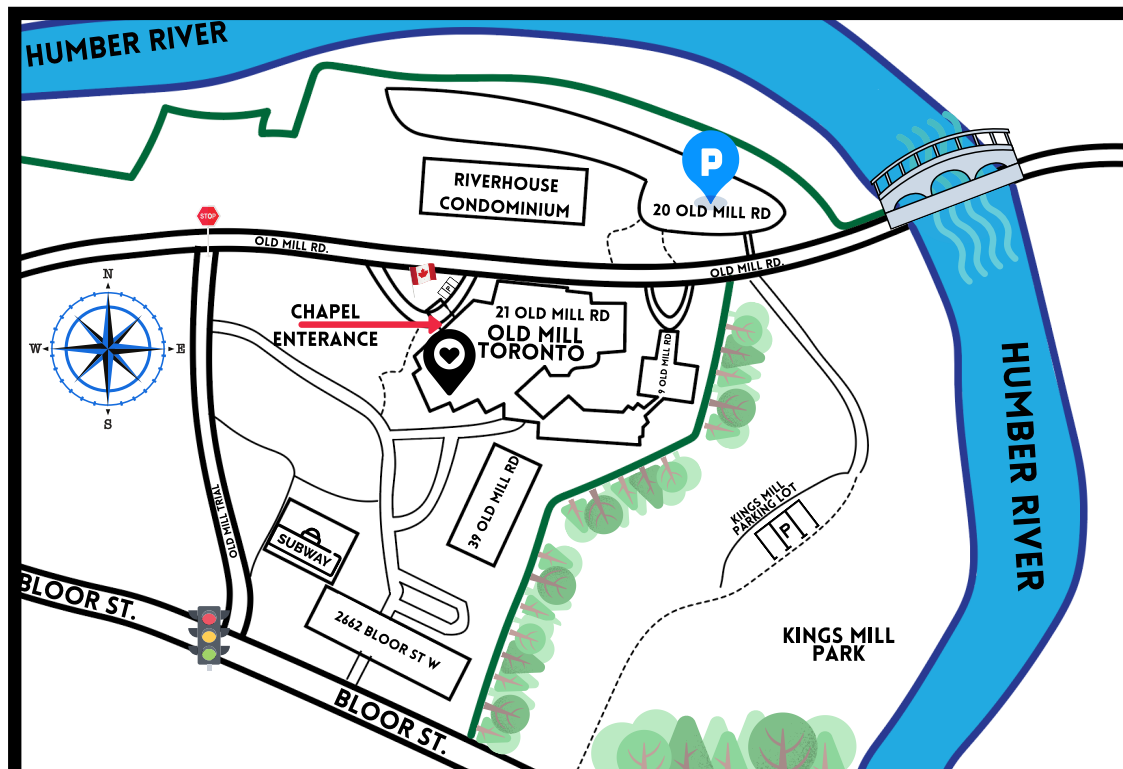 HUMBER RIVER
P
RIVERHOUSE
CONDOMINIUM
20 OLD MILL RD
STOP
OLD MILL RD.
OLD MILL RD.
N
W
E
S
P
CHAPEL
ENTERANCE
21 OLD MILL RD
OLD MILL
TORONTO
9 OLD MILL RD
HUMBER RIVER
39 OLD MILL RD
KINGS MILL
PARKING LOT
P
OLD MILL TRIAL
SUBWAY
BLOOR ST.
2662 BLOOR ST W
KINGS MILL
PARK
BLOOR ST.